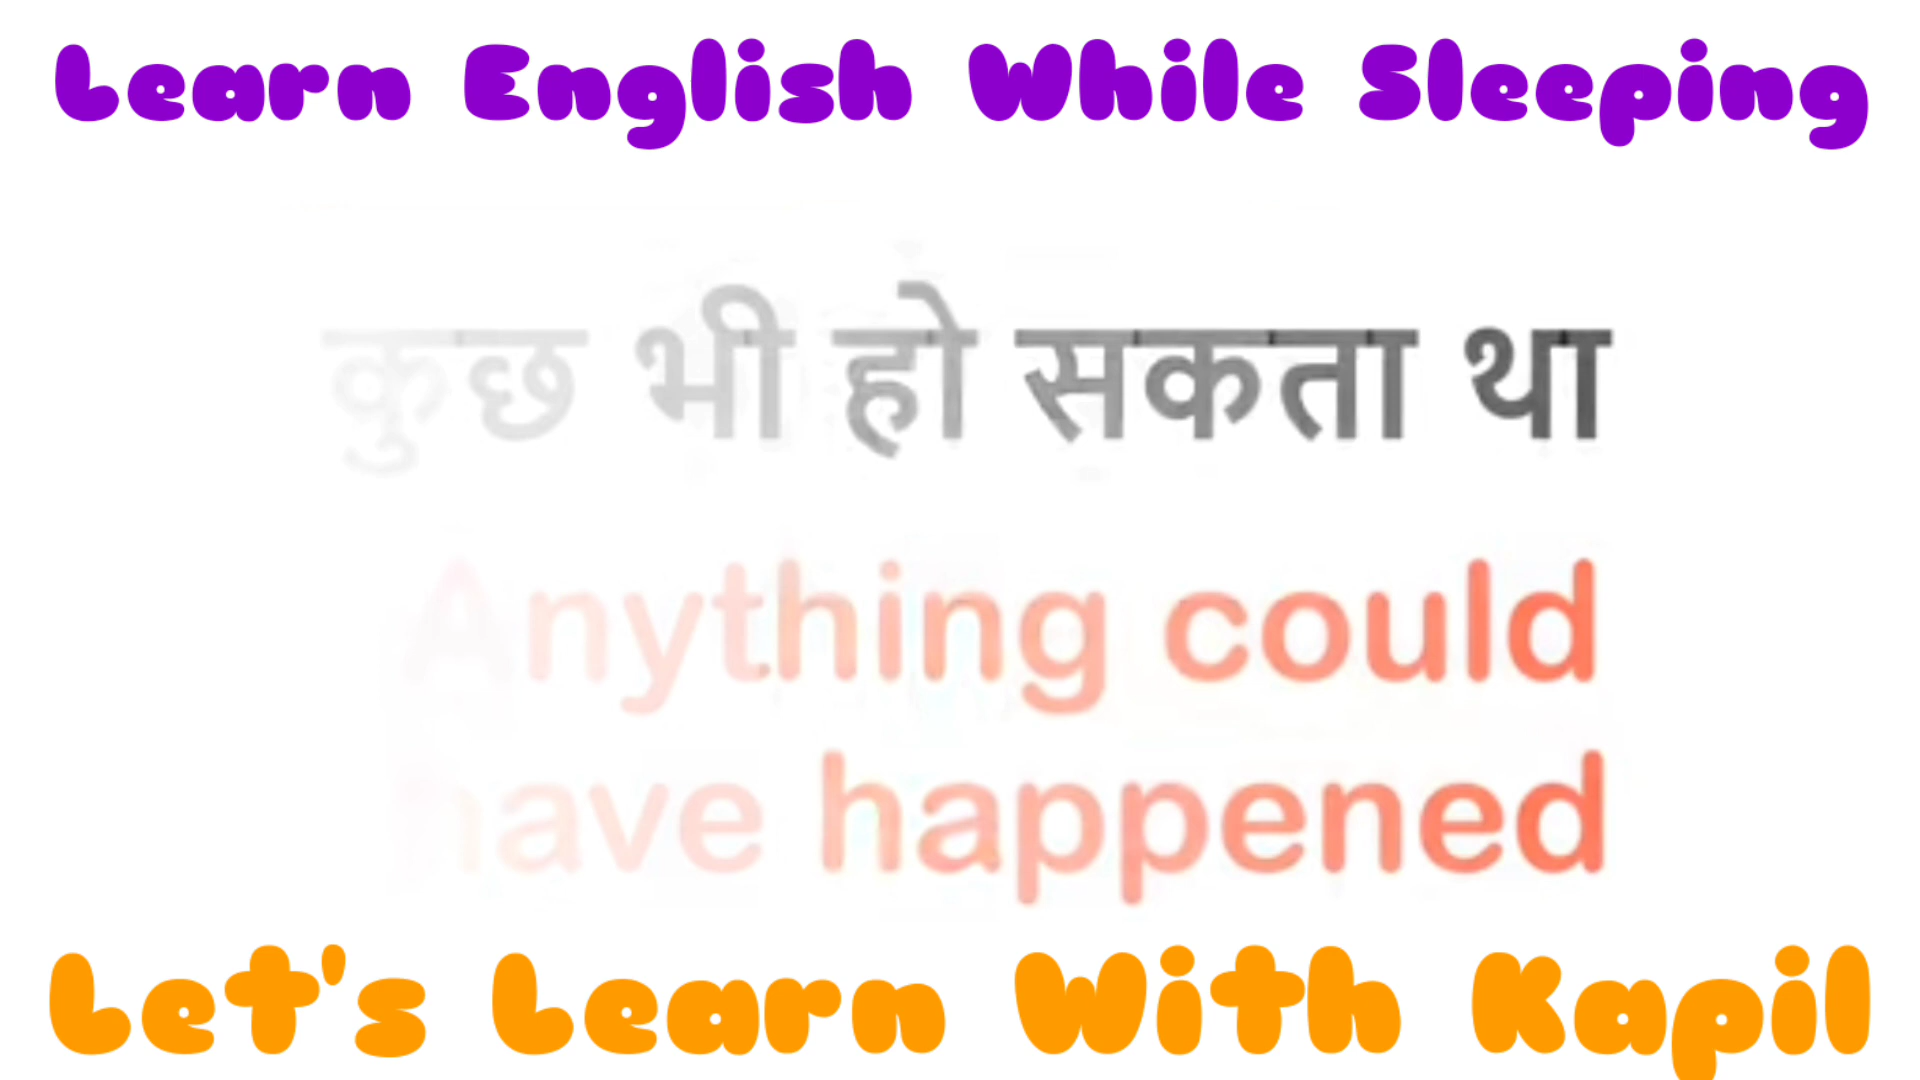 Learn English While Sleeping
कुछ भी हो सकता था
Anything could
have happened
Let's Learn With Kapil